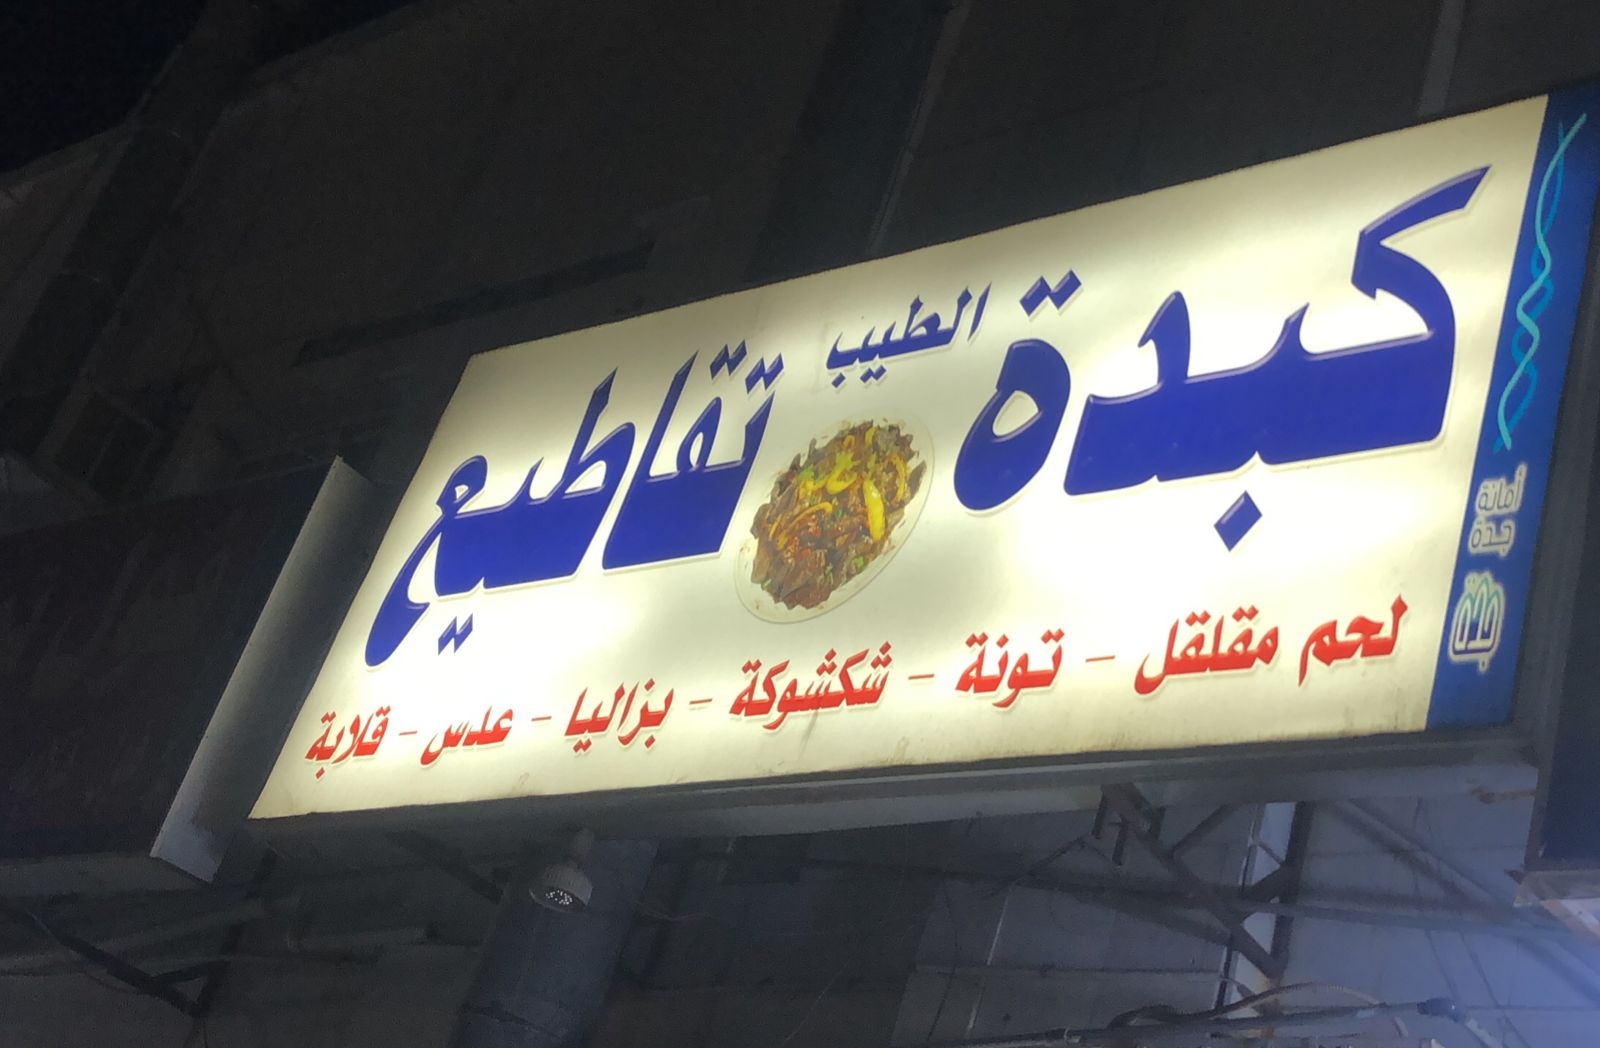 كبدة الطيب تقاطيع
لحم مقلقل - تونة - شكشوكة - بزاليا - عدس - قلابة
أمانة
جدة